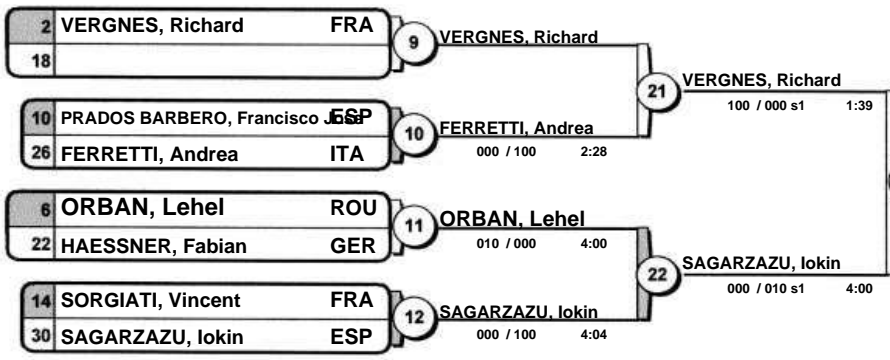 2 VERGNES, Richard FRA
18
9
VERGNES, Richard
10 PRADOS BARBERO, Francisco Jose ESP
26 FERRETTI, Andrea ITA
10
FERRETTI, Andrea
000 / 100 2:28
21
VERGNES, Richard
100 / 000 s1 1:39
6 ORBAN, Lehel ROU
22 HAESSNER, Fabian GER
11
ORBAN, Lehel
010 / 000 4:00
14 SORGIATI, Vincent FRA
30 SAGARZAZU, Iokin ESP
12
SAGARZAZU, Iokin
000 / 100 4:04
22
SAGARZAZU, Iokin
000 / 010 s1 4:00